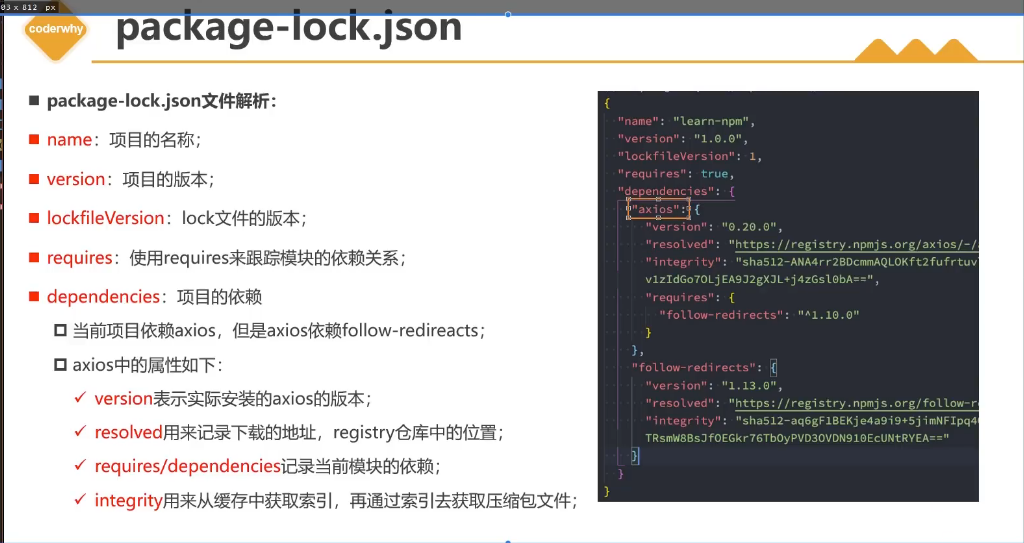 03 x 812 px
coderwhy
package-lock.json
package-lock.json文件解析：
name：项目的名称；
version：项目的版本；
lockfileVersion：lock文件的版本；
requires：使用requires来跟踪模块的依赖关系；
dependencies：项目的依赖
当前项目依赖axios，但是axios依赖follow-redireacts；
axios中的属性如下：
version表示实际安装的axios的版本；
resolved用来记录下载的地址，registry仓库中的位置；
requires/dependencies记录当前模块的依赖；
integrity用来从缓存中获取索引，再通过索引去获取压缩包文件；
{
"name": "learn-npm",
"version": "1.0.0",
"lockfileVersion": 1,
"requires": true,
"dependencies": {
"axios": {
"version": "0.20.0",
"resolved": "https://registry.npmjs.org/axios/-/
"integrity": "sha512-ANA4rr2BDcmmAQLOKft2fufrtuv
v1zIdGo7OLjEA9J2gXJL+j4zGsl0bA==",
"requires": {
"follow-redirects": "^1.10.0"
}
},
"follow-redirects": {
"version": "1.13.0",
"resolved": "https://registry.npmjs.org/follow-r
"integrity": "sha512-aq6gF1BEKje4a9i9+5jimNFIpq4
TRsmW8BsJfOEGkr76TbOyPVD3OVDN910EcUNtRYEA=="
}
}
}